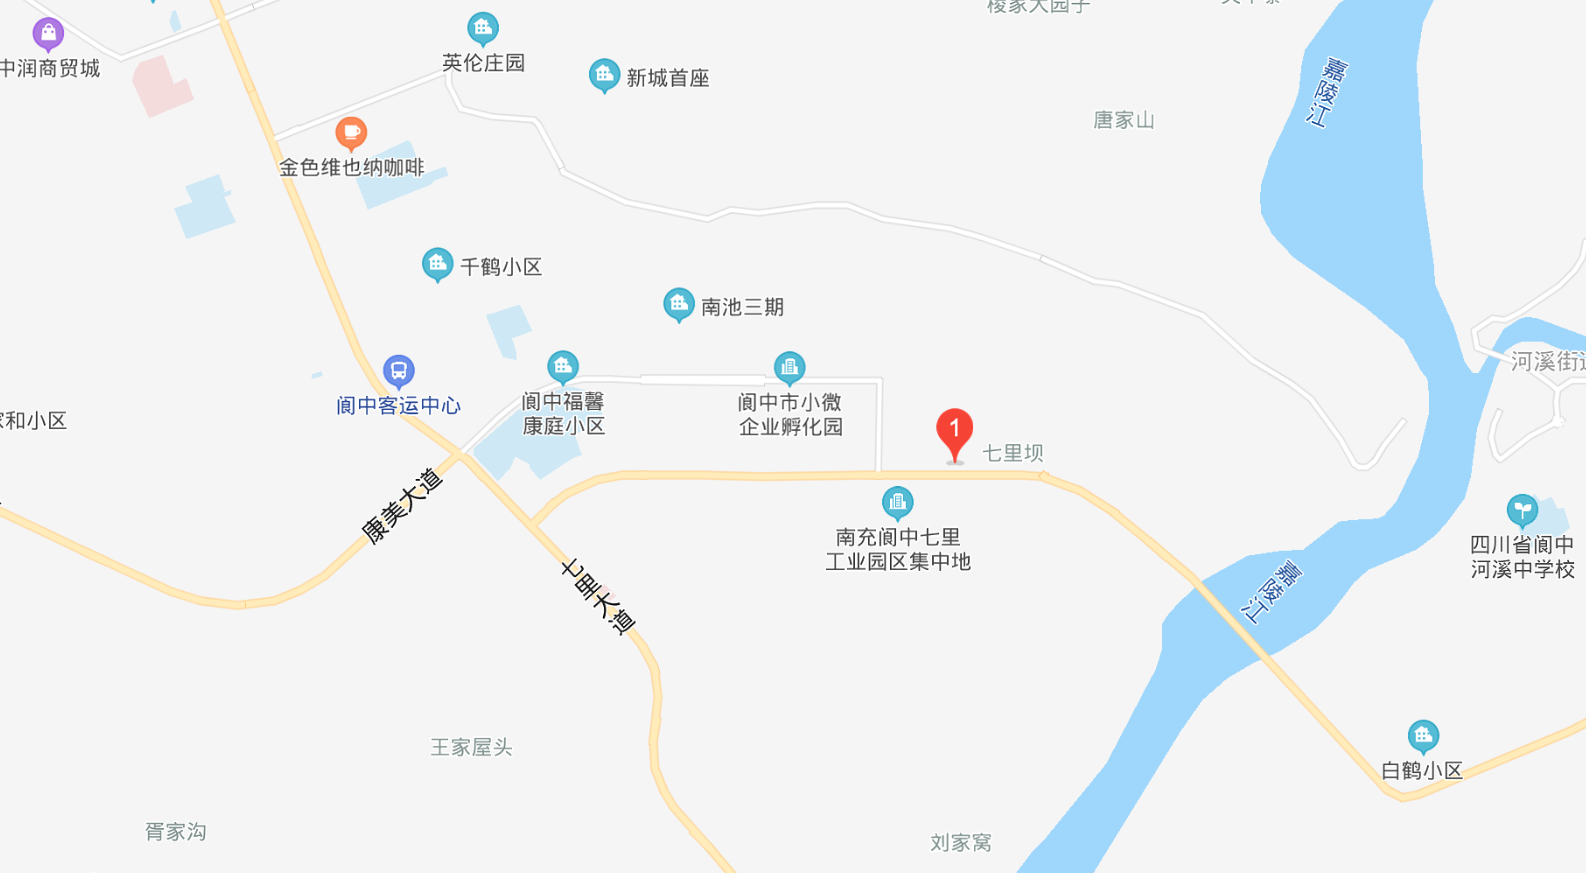 中润商贸城
英伦庄园
新城首座
嘉陵江
唐家山
金色维也纳咖啡
千鹤小区
南池三期
河溪街
阆中客运中心
阆中福馨
康庭小区
阆中市小微
企业孵化园
家和小区
1
七里坝
康美大道
南充阆中七里
工业园区集中地
四川省阆中
河溪中学校
七里大道
嘉陵江
王家屋头
白鹤小区
胥家沟
刘家窝